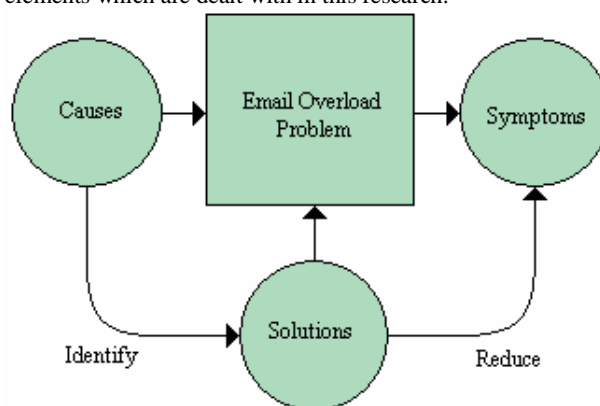 elements which are dealt with in this research.
Causes
Email Overload
Problem
Symptoms
Solutions
Identify
Reduce